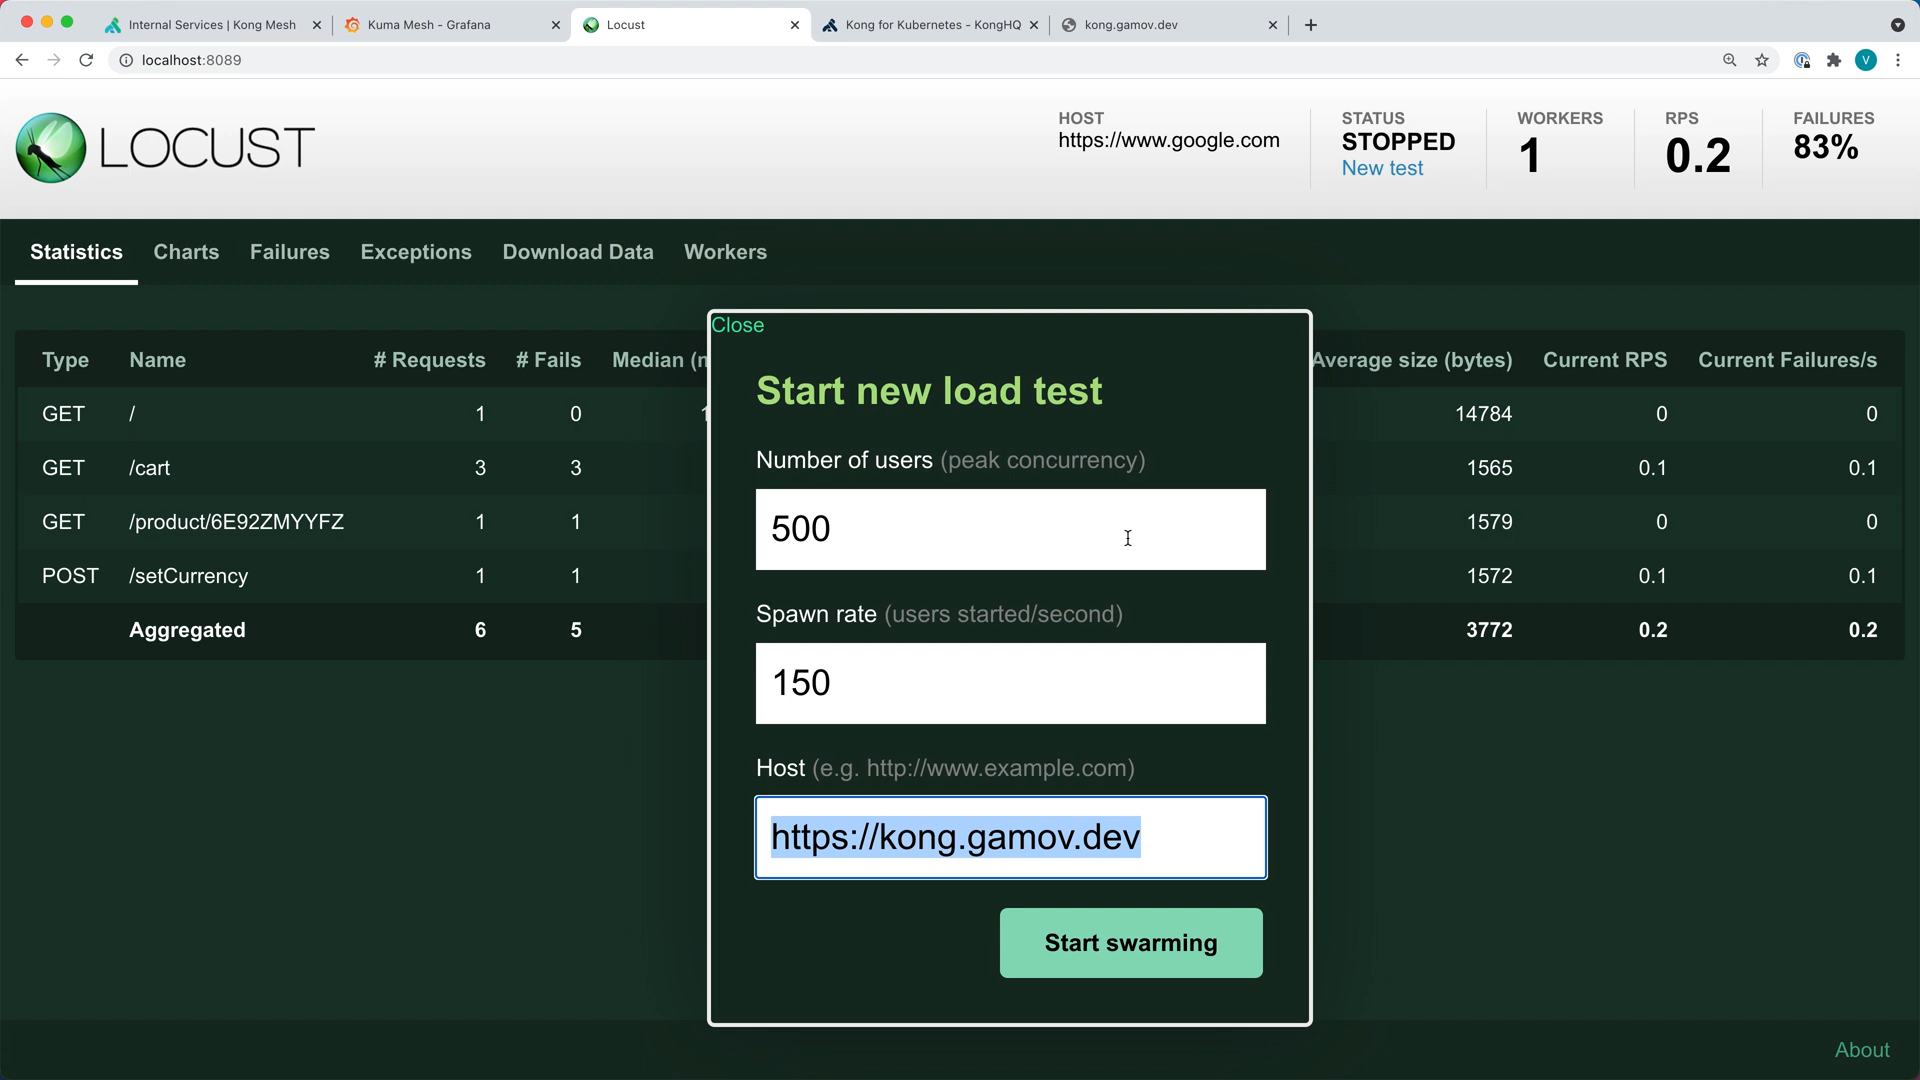 Internal Services | Kong Mesh
Kuma Mesh - Grafana
Locust
Kong for Kubernetes - KongHQ
kong.gamov.dev
localhost:8089
V
LOCUST
HOST
https://www.google.com
STATUS
STOPPED
New test
WORKERS
1
RPS
0.2
FAILURES
83%
Statistics Charts Failures Exceptions Download Data Workers
Type Name # Requests # Fails Median (m Average size (bytes) Current RPS Current Failures/s
GET / 1 0 1 14784 0 0
GET /cart 3 3 1565 0.1 0.1
GET /product/6E92ZMYYFZ 1 1 1579 0 0
POST /setCurrency 1 1 1572 0.1 0.1
Aggregated 6 5 3772 0.2 0.2
Close
Start new load test
Number of users (peak concurrency)
500
Spawn rate (users started/second)
150
Host (e.g. http://www.example.com)
https://kong.gamov.dev
Start swarming
About